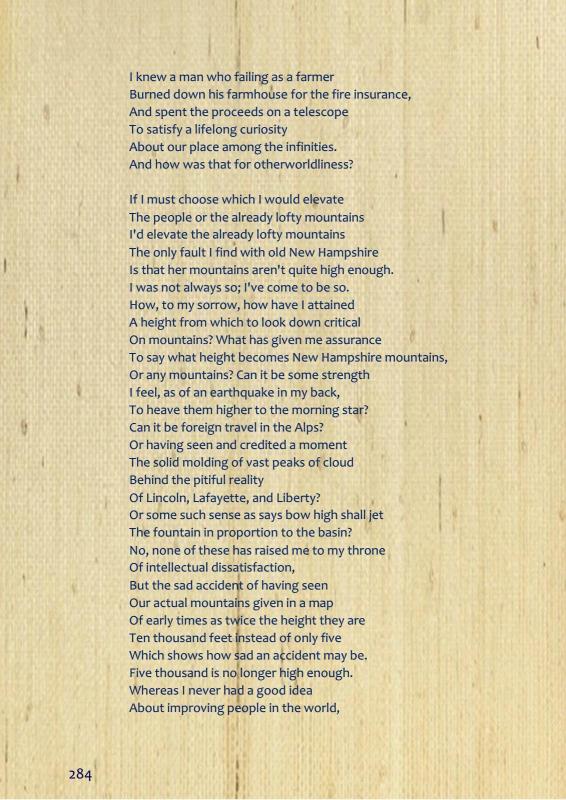 I knew a man who failing as a farmer
Burned down his farmhouse for the fire insurance,
And spent the proceeds on a telescope
To satisfy a lifelong curiosity
About our place among the infinities.
And how was that for otherworldliness?
If I must choose which I would elevate
The people or the already lofty mountains
I'd elevate the already lofty mountains
The only fault I find with old New Hampshire
Is that her mountains aren't quite high enough.
I was not always so; I've come to be so.
How, to my sorrow, how have I attained
A height from which to look down critical
On mountains? What has given me assurance
To say what height becomes New Hampshire mountains,
Or any mountains? Can it be some strength
I feel, as of an earthquake in my back,
To heave them higher to the morning star?
Can it be foreign travel in the Alps?
Or having seen and credited a moment
The solid molding of vast peaks of cloud
Behind the pitiful reality
Of Lincoln, Lafayette, and Liberty?
Or some such sense as says bow high shall jet
The fountain in proportion to the basin?
No, none of these has raised me to my throne
Of intellectual dissatisfaction,
But the sad accident of having seen
Our actual mountains given in a map
Of early times as twice the height they are
Ten thousand feet instead of only five
Which shows how sad an accident may be.
Five thousand is no longer high enough.
Whereas I never had a good idea
About improving people in the world,
284